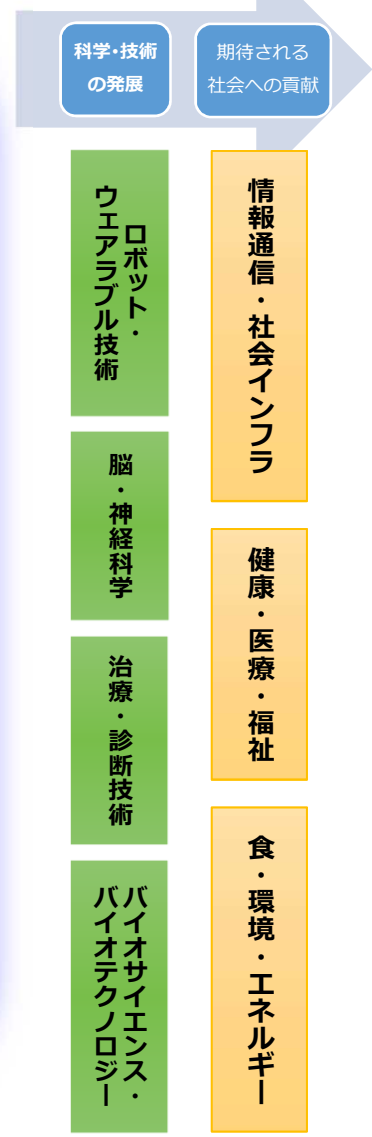 科学・技術
の発展
期待される
社会への貢献
ロボット・
ウェアラブル技術
脳・神経科学
治療・診断技術
バイオサイエンス・
バイオテクノロジー
情報通信・社会インフラ
健康・医療・福祉
食・環境・エネルギー